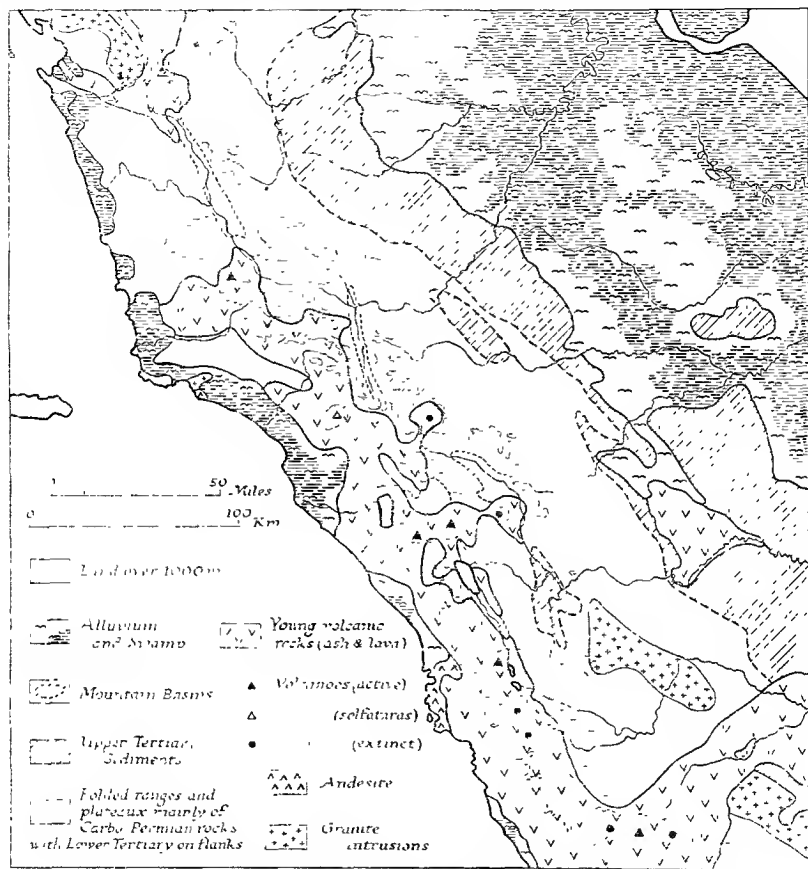 50
Miles
0 100
Km
Land over 1000m
Alluvium
and Swamp
Mountain Basins
Upper Tertiary
Sediments
Folded ranges and
plateaux mainly of
Carbo-Permian rocks
with Lower Tertiary on flanks
Young volcanic
rocks (ash & lava)
Volcanoes (active)
(solfataras)
(extinct)
Andesite
Granite
intrusions